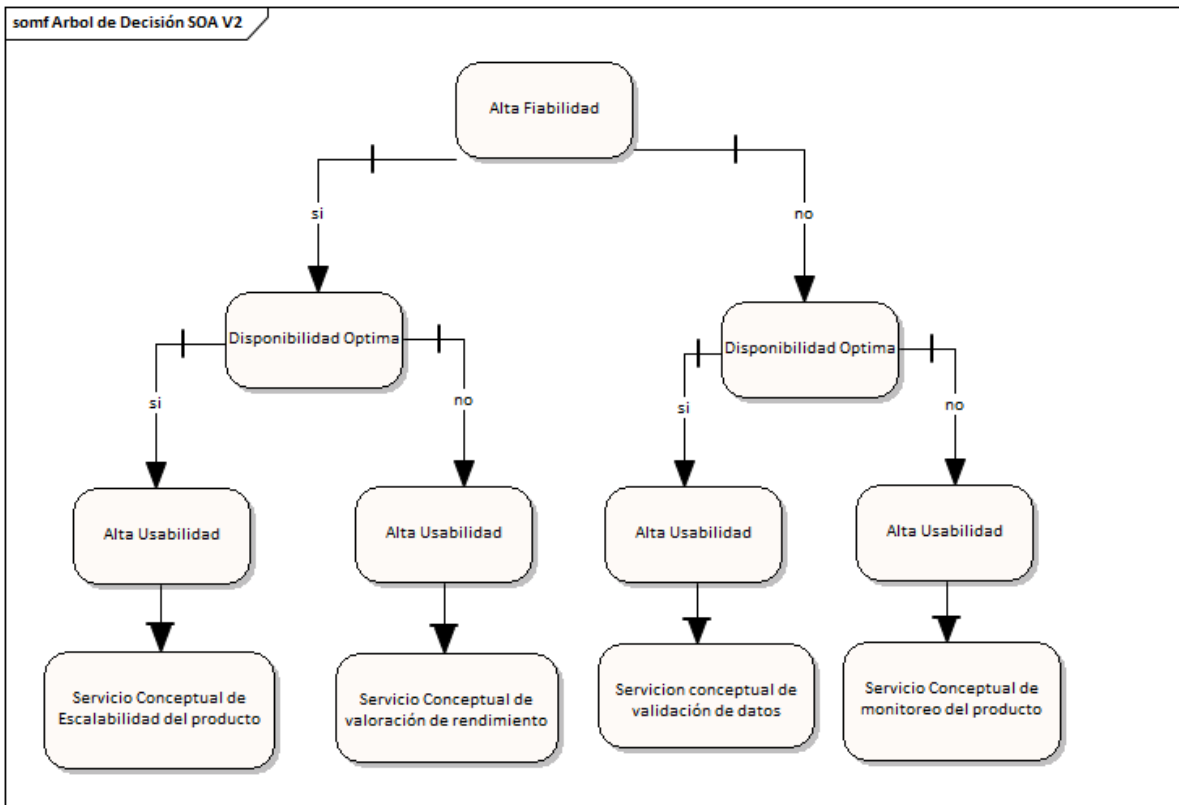 somf Arbol de Decisión SOA V2
Alta Fiabilidad
si
no
Disponibilidad Optima
Disponibilidad Optima
si
no
si
no
Alta Usabilidad
Alta Usabilidad
Alta Usabilidad
Alta Usabilidad
Servicio Conceptual de
Escalabilidad del producto
Servicio Conceptual de
valoración de rendimiento
Servicion conceptual de
validación de datos
Servicio Conceptual de
monitoreo del producto